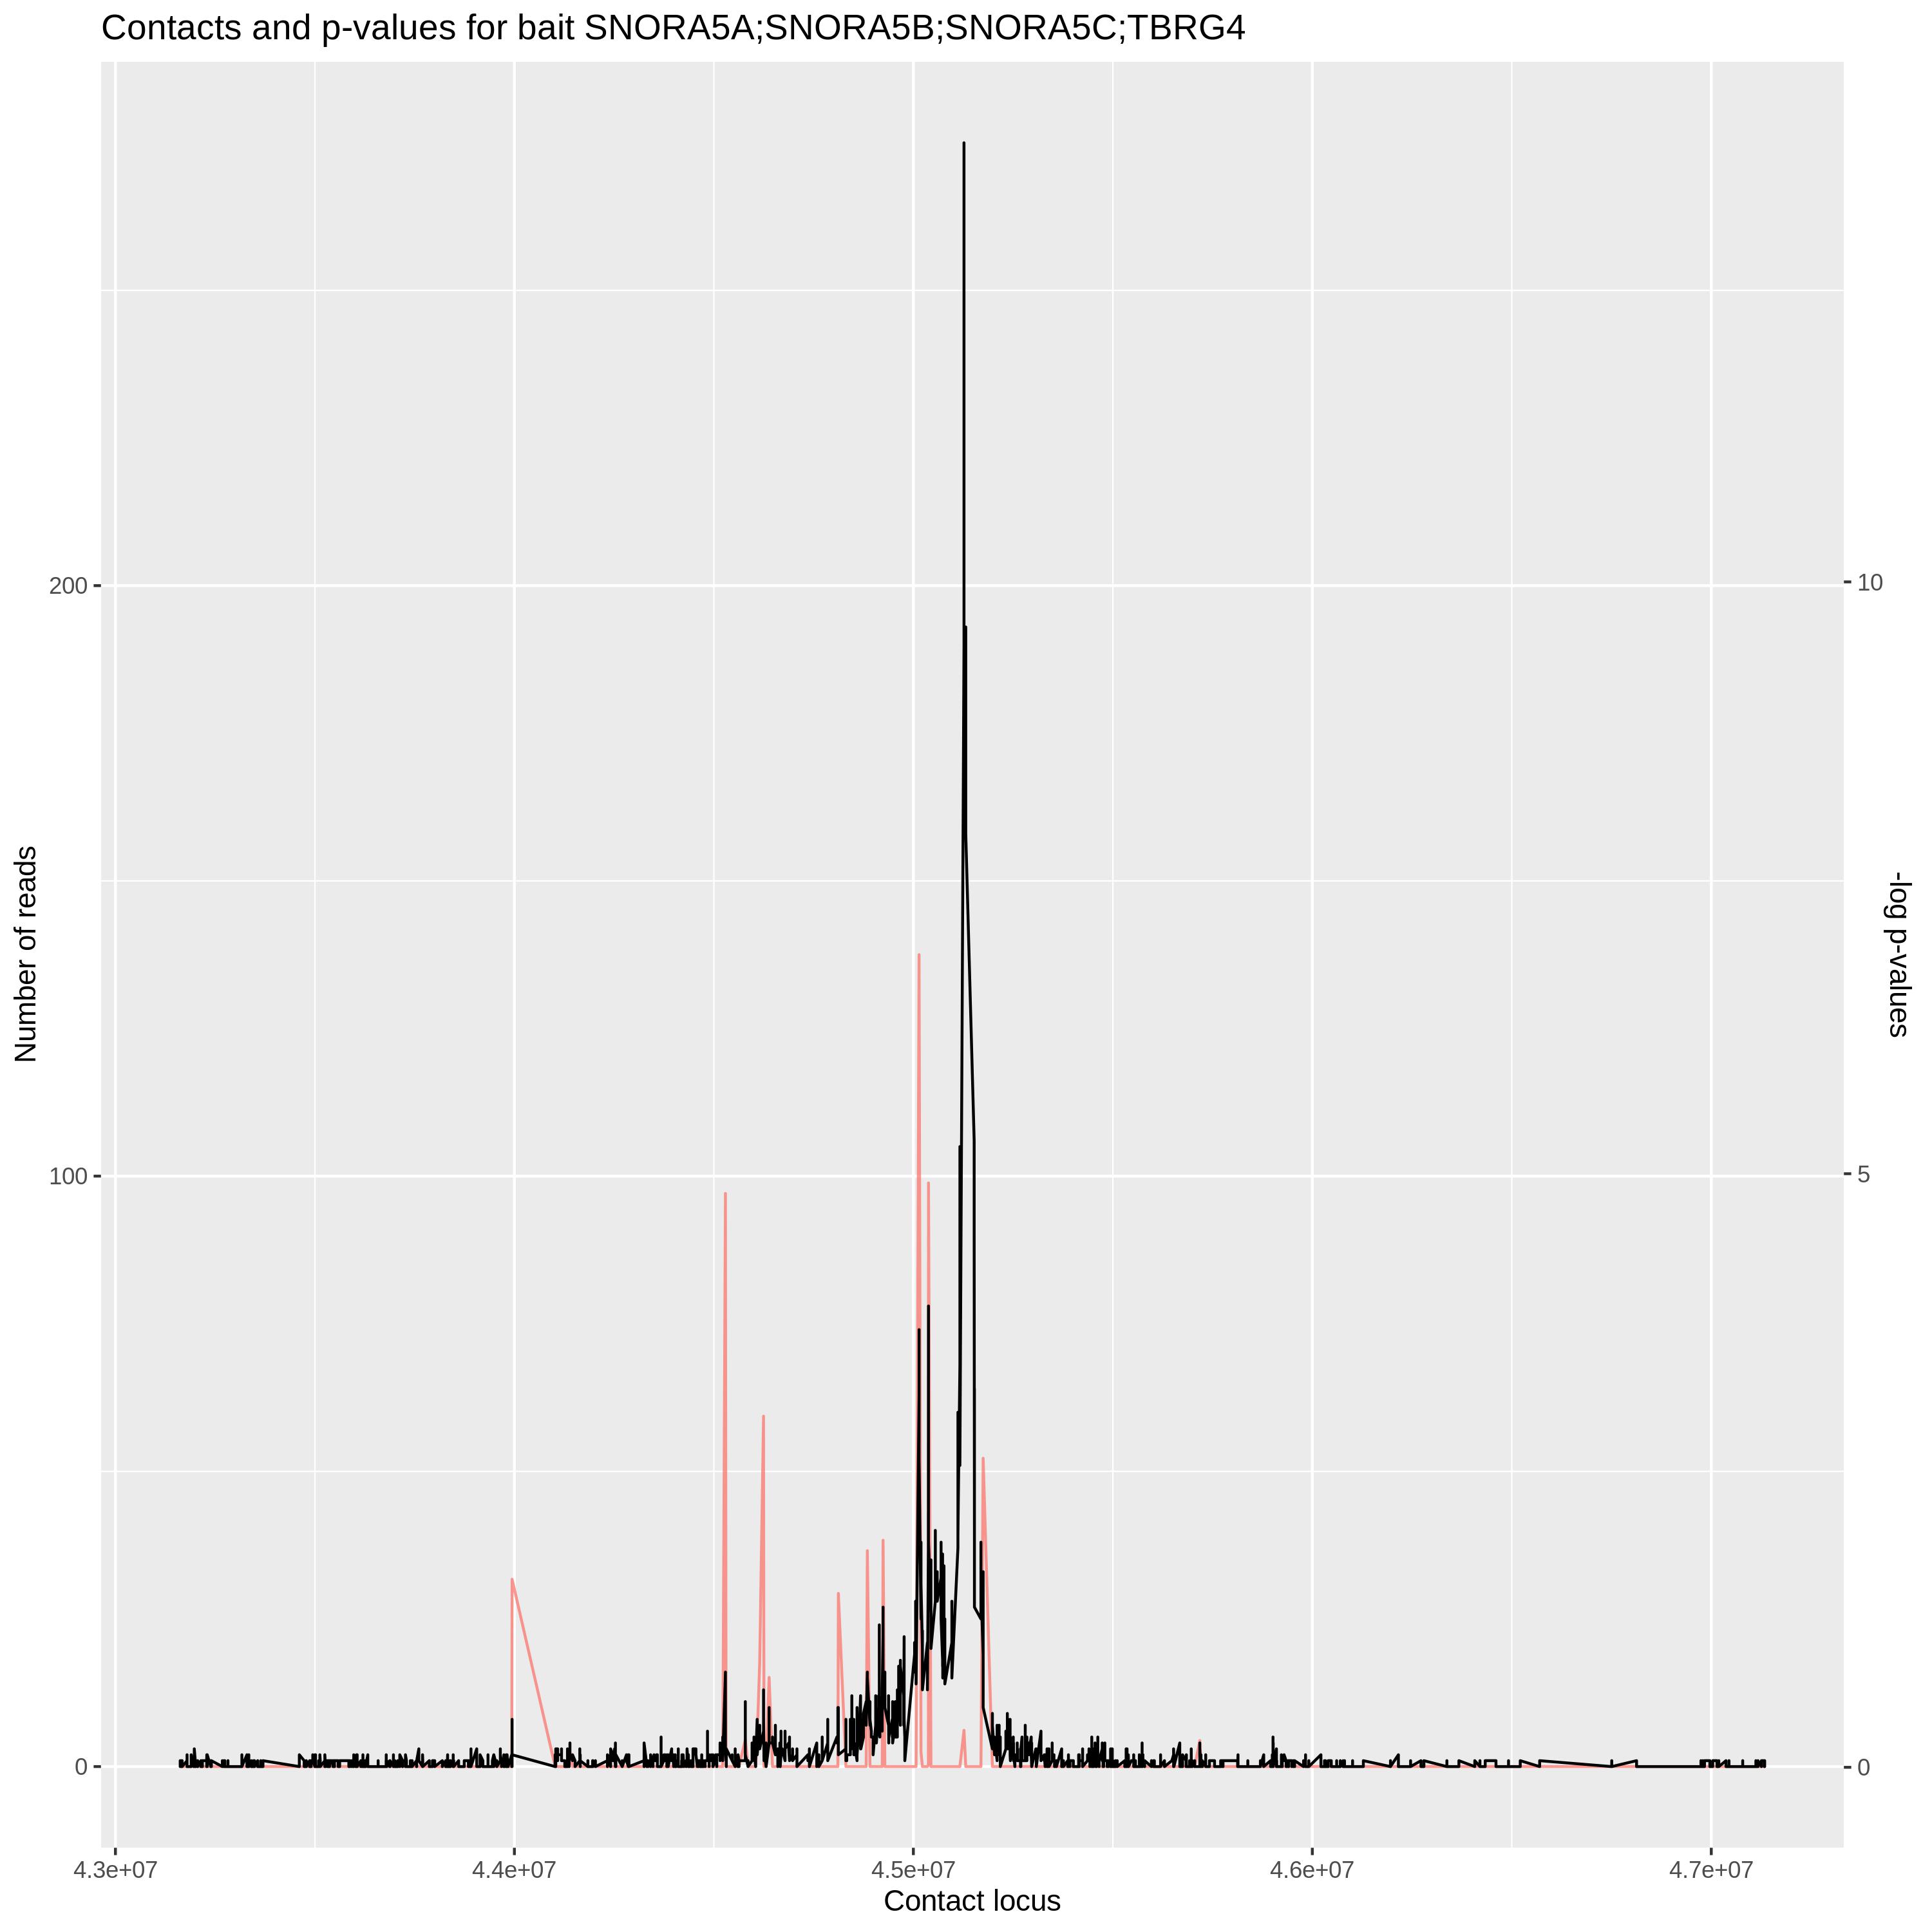 Contacts and p-values for bait SNORA5A;SNORA5B;SNORA5C;TBRG4
Number of reads
200
100
0
10
5
0
-log p-values
4.3e+07
4.4e+07
4.5e+07
4.6e+07
4.7e+07
Contact locus